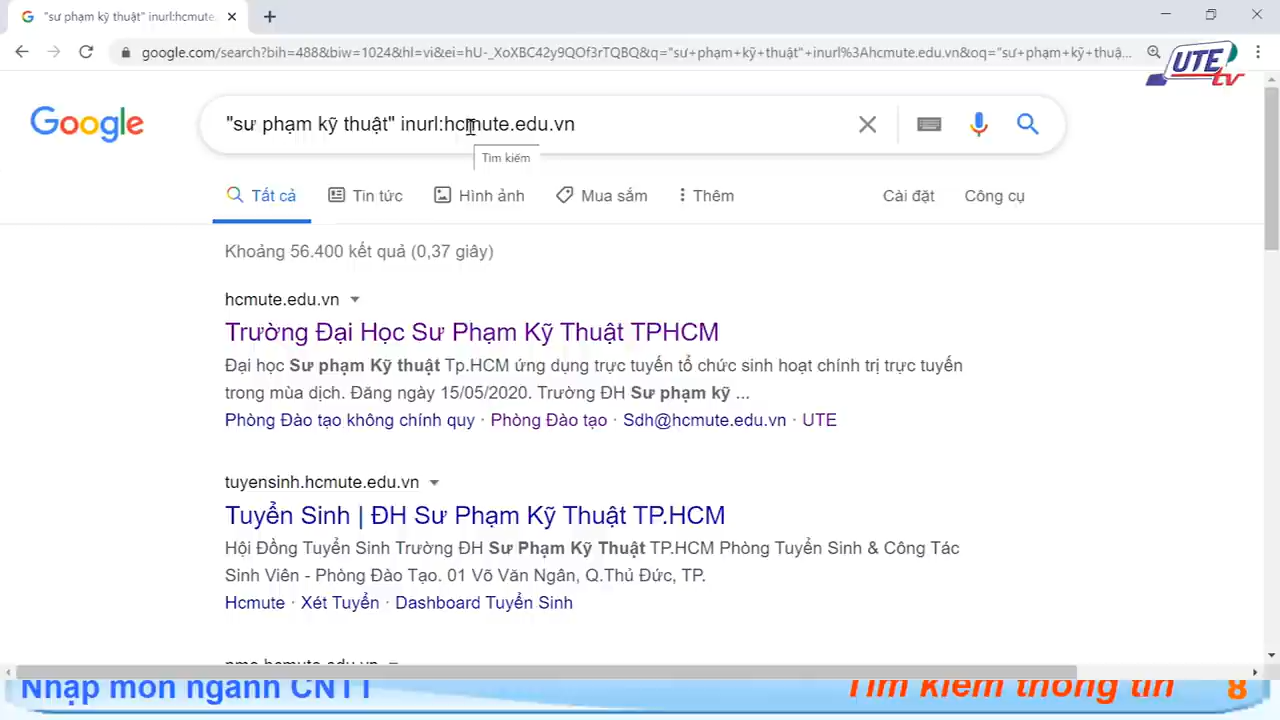 "sư phạm kỹ thuật" inurl:hcmute.
google.com/search?bih=488&biw=1024&hl=vi&ei=hU-_XoXBC42y9QOf3rTQBQ&q="sư+phạm+kỹ+thuật"+inurl%3Ahcmute.edu.vn&oq="sư+phạm+kỹ+thuậ...
UTE tv
Google
"sư phạm kỹ thuật" inurl:hcmute.edu.vn
Tìm kiếm
Tất cả Tin tức Hình ảnh Mua sắm Thêm Cài đặt Công cụ
Khoảng 56.400 kết quả (0,37 giây)
hcmute.edu.vn
Trường Đại Học Sư Phạm Kỹ Thuật TPHCM
Đại học Sư phạm Kỹ thuật Tp.HCM ứng dụng trực tuyến tổ chức sinh hoạt chính trị trực tuyến
trong mùa dịch. Đăng ngày 15/05/2020. Trường ĐH Sư phạm kỹ ...
Phòng Đào tạo không chính quy · Phòng Đào tạo · Sdh@hcmute.edu.vn · UTE
tuyensinh.hcmute.edu.vn
Tuyển Sinh | ĐH Sư Phạm Kỹ Thuật TP.HCM
Hội Đồng Tuyển Sinh Trường ĐH Sư Phạm Kỹ Thuật TP.HCM Phòng Tuyển Sinh & Công Tác
Sinh Viên - Phòng Đào Tạo. 01 Võ Văn Ngân, Q.Thủ Đức, TP.
Hcmute · Xét Tuyển · Dashboard Tuyển Sinh
Nhập môn ngành CNTT Tìm kiếm thông tin 8